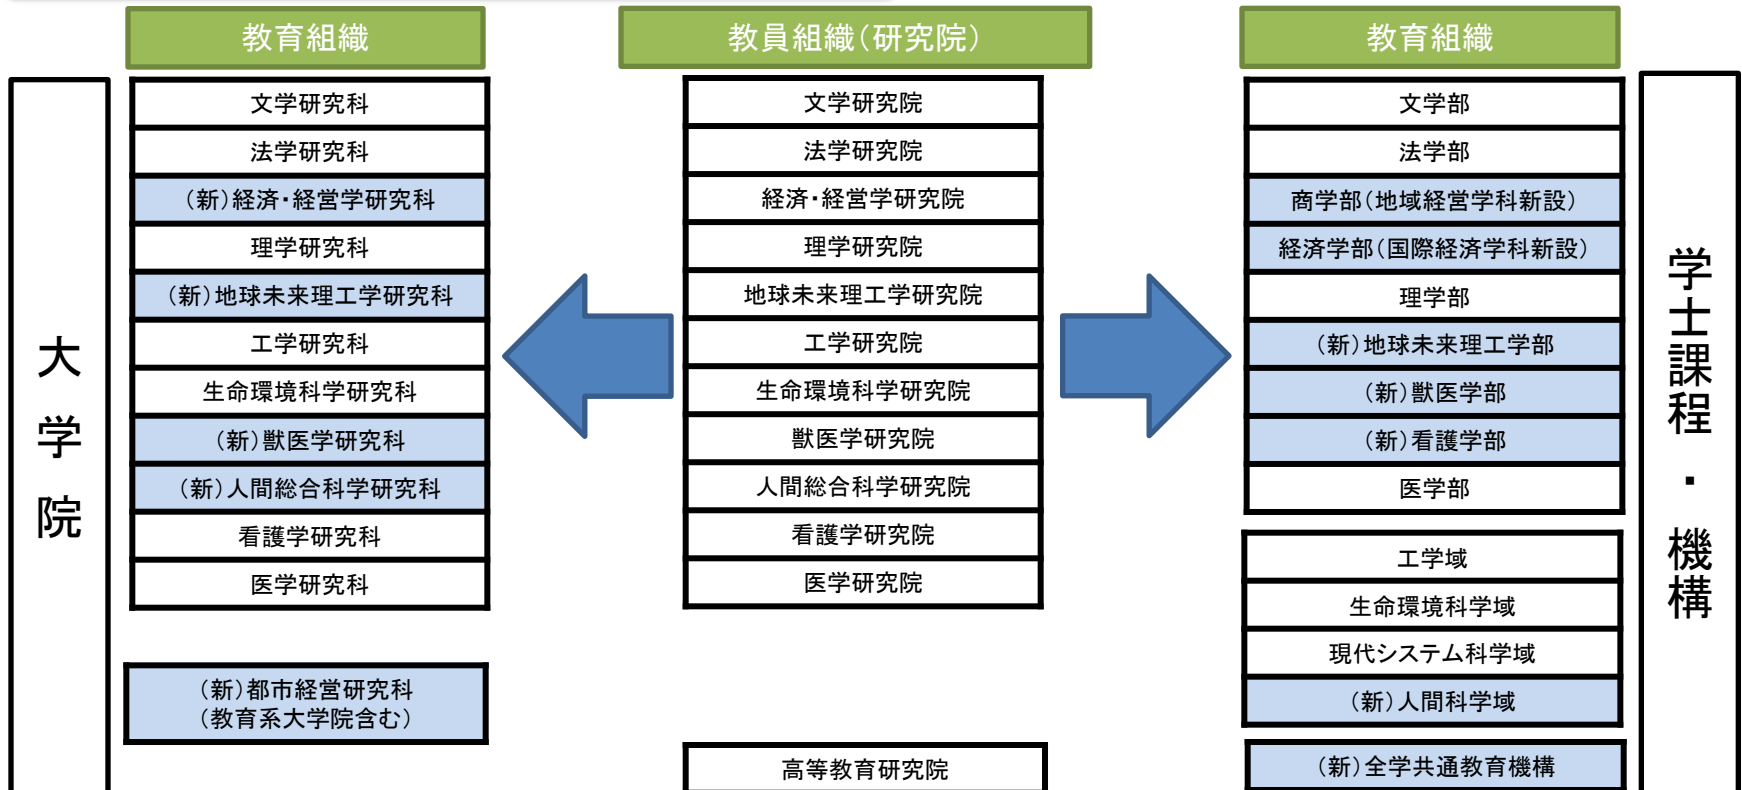 教育組織
教員組織（研究院）
教育組織
大学院
文学研究科
法学研究科
（新）経済・経営学研究科
理学研究科
（新）地球未来理工学研究科
工学研究科
生命環境科学研究科
（新）獣医学研究科
（新）人間総合科学研究科
看護学研究科
医学研究科
（新）都市経営研究科
（教育系大学院含む）
文学研究院
法学研究院
経済・経営学研究院
理学研究院
地球未来理工学研究院
工学研究院
生命環境科学研究院
獣医学研究院
人間総合科学研究院
看護学研究院
医学研究院
高等教育研究院
文学部
法学部
商学部（地域経営学科新設）
経済学部（国際経済学科新設）
理学部
（新）地球未来理工学部
（新）獣医学部
（新）看護学部
医学部
工学域
生命環境科学域
現代システム科学域
（新）人間科学域
（新）全学共通教育機構
学士課程・機構